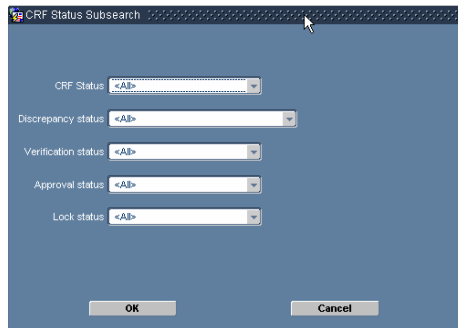 CRF Status Subsearch
CRF Status <All>
Discrepancy status <All>
Verification status <All>
Approval status <All>
Lock status <All>
OK Cancel